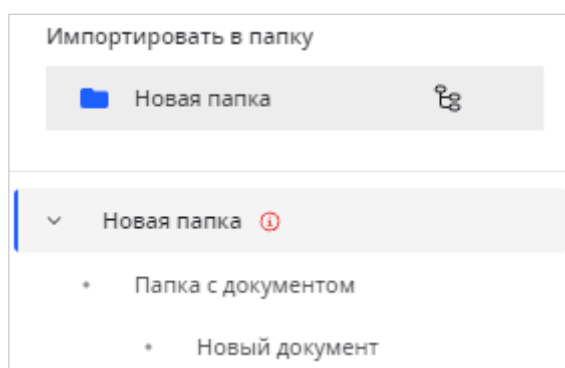 Импортировать в папку
Новая папка
Новая папка
Папка с документом
Новый документ